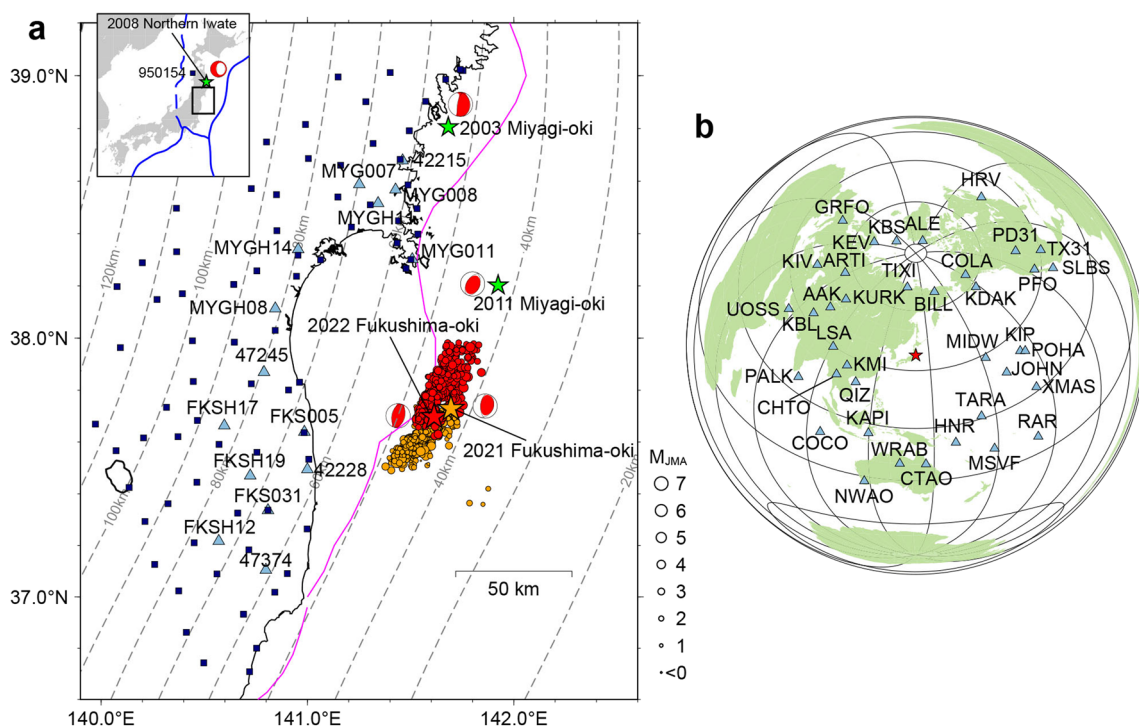 a
2008 Northern Iwate
950154
39.0°N
38.0°N
37.0°N
140.0°E
141.0°E
142.0°E
2003 Miyagi-oki
42215
MYG007
MYG008
MYGH11
MYGH14
MYG011
MYGH08
2011 Miyagi-oki
2022 Fukushima-oki
47245
FKSH17
FKS005
2021 Fukushima-oki
FKSH19
42228
FKS031
FKSH12
47374
120km
100km
80km
60km
40km
100km
80km
60km
40km
20km
50 km
MJMA
7
6
5
4
3
2
1
<0
b
HRV
GRFO
KBS
ALE
KEV
PD31
TX31
KIV
ARTI
TIXI
COLA
SLBS
PFO
AAK
KURK
BILL
KDAK
UOSS
KBL
LSA
MIDW
KIP
POHA
KMI
JOHN
PALK
QIZ
XMAS
CHTO
TARA
KAPI
HNR
RAR
COCO
WRAB
MSVF
CTAO
NWAO